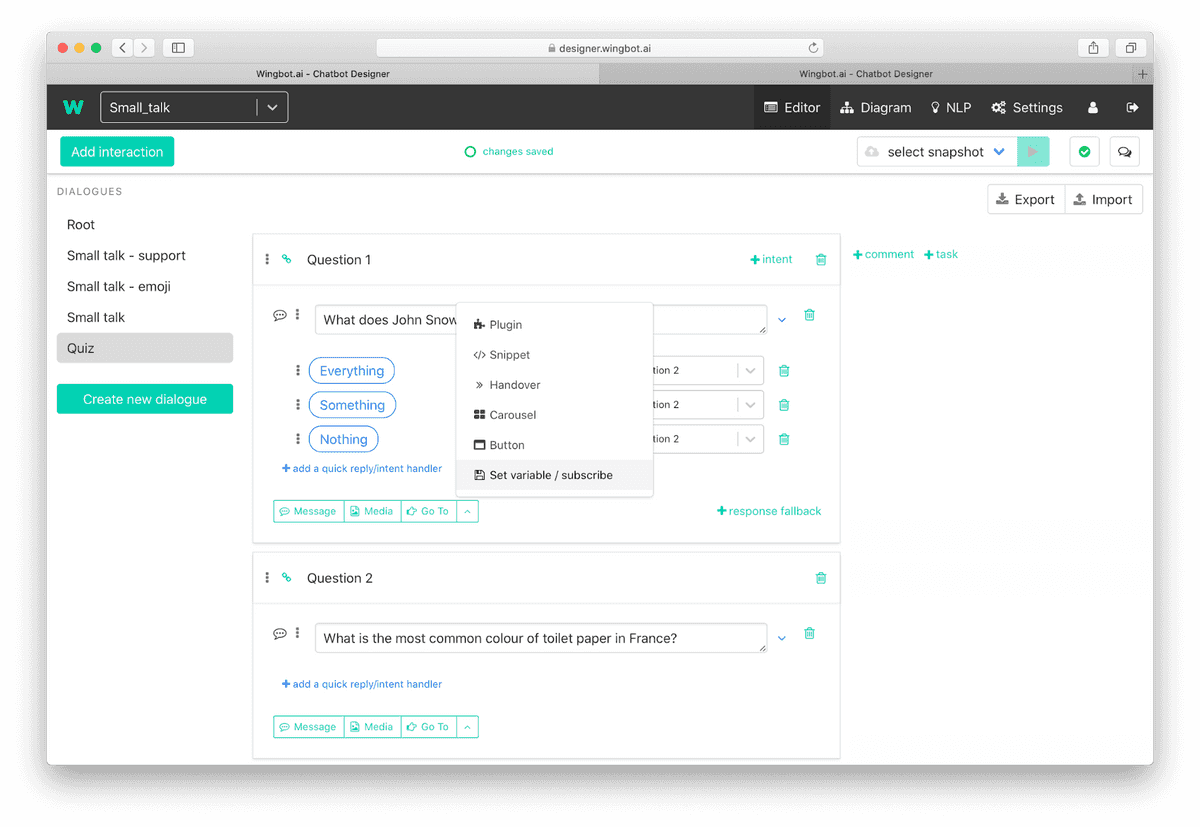 designer.wingbot.ai
Wingbot.ai - Chatbot Designer
Wingbot.ai - Chatbot Designer
W
Small_talk
Editor
Diagram
NLP
Settings
Add interaction
changes saved
select snapshot
DIALOGUES
Export
Import
Root
Small talk - support
Small talk - emoji
Small talk
Quiz
Create new dialogue
Question 1
+intent
+comment
+task
What does John Snow
Everything
tion 2
Something
tion 2
Nothing
tion 2
+ add a quick reply/intent handler
Plugin
</> Snippet
» Handover
Carousel
Button
Set variable / subscribe
Message
Media
Go To
+response fallback
Question 2
What is the most common colour of toilet paper in France?
+ add a quick reply/intent handler
Message
Media
Go To